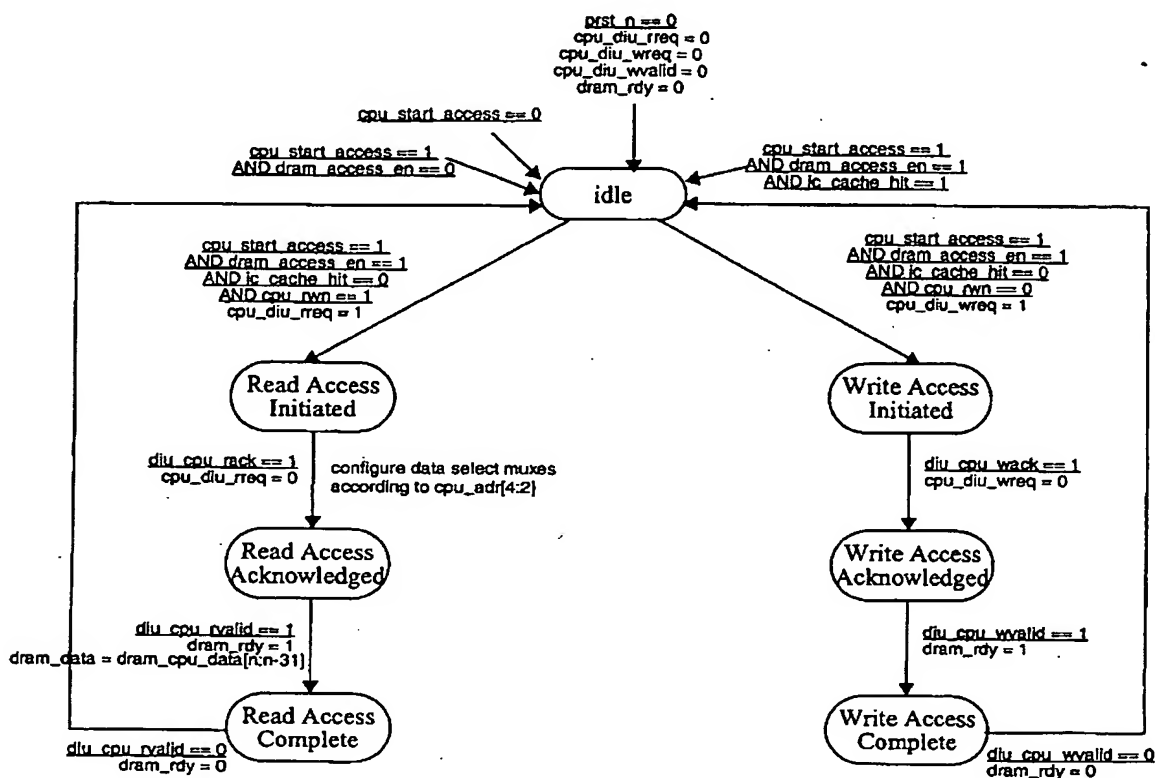 prst_n == 0
cpu_diu_rreq = 0
cpu_diu_wreq = 0
cpu_diu_wvalid = 0
dram_rdy = 0
cpu_start_access == 0
cpu_start_access == 1
AND dram_access_en == 0
cpu_start_access == 1
AND dram_access_en == 1
AND ic_cache_hit == 1
idle
cpu_start_access == 1
AND dram_access_en == 1
AND ic_cache_hit == 0
AND cpu_rwn == 1
cpu_diu_rreq = 1
cpu_start_access == 1
AND dram_access_en == 1
AND ic_cache_hit == 0
AND cpu_rwn == 0
cpu_diu_wreq = 1
Read Access
Initiated
Write Access
Initiated
diu_cpu_rack == 1
cpu_diu_rreq = 0
configure data select muxes
according to cpu_adr[4:2]
diu_cpu_wack == 1
cpu_diu_wreq = 0
Read Access
Acknowledged
Write Access
Acknowledged
diu_cpu_rvalid == 1
dram_rdy = 1
dram_data = dram_cpu_data[n:n-31]
diu_cpu_wvalid == 1
dram_rdy = 1
Read Access
Complete
Write Access
Complete
diu_cpu_rvalid == 0
dram_rdy = 0
diu_cpu_wvalid == 0
dram_rdy = 0